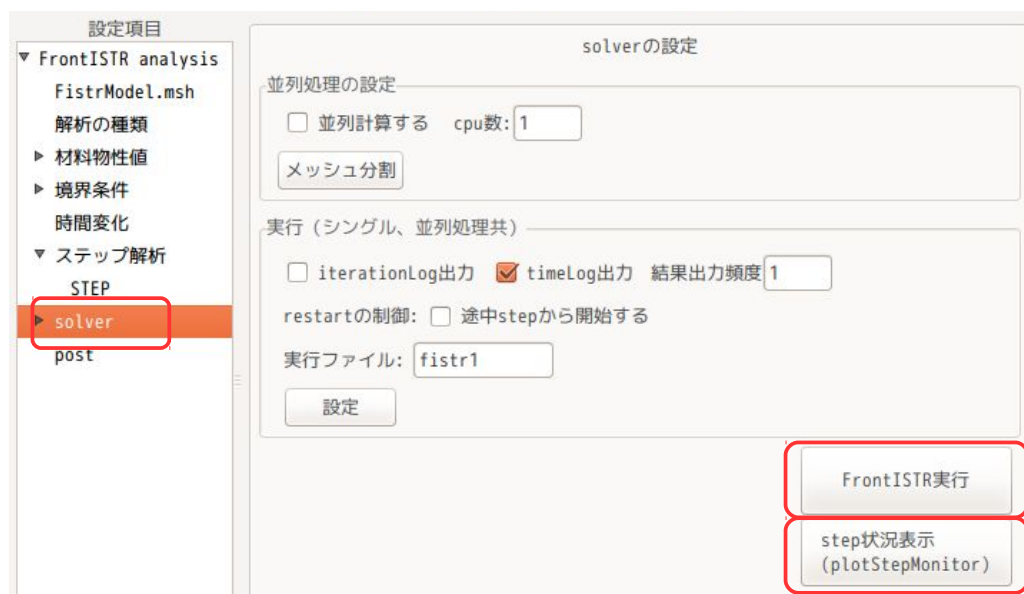 設定項目
▼ FrontISTR analysis
FistrModel.msh
解析の種類
▶ 材料物性値
▶ 境界条件
時間変化
▼ ステップ解析
STEP
▶ solver
post
solverの設定
並列処理の設定
並列計算する cpu数: 1
メッシュ分割
実行（シングル、並列処理共）
iterationLog出力 timeLog出力 結果出力頻度 1
restartの制御: 途中stepから開始する
実行ファイル: fistr1
設定
FrontISTR実行
step状況表示
(plotStepMonitor)